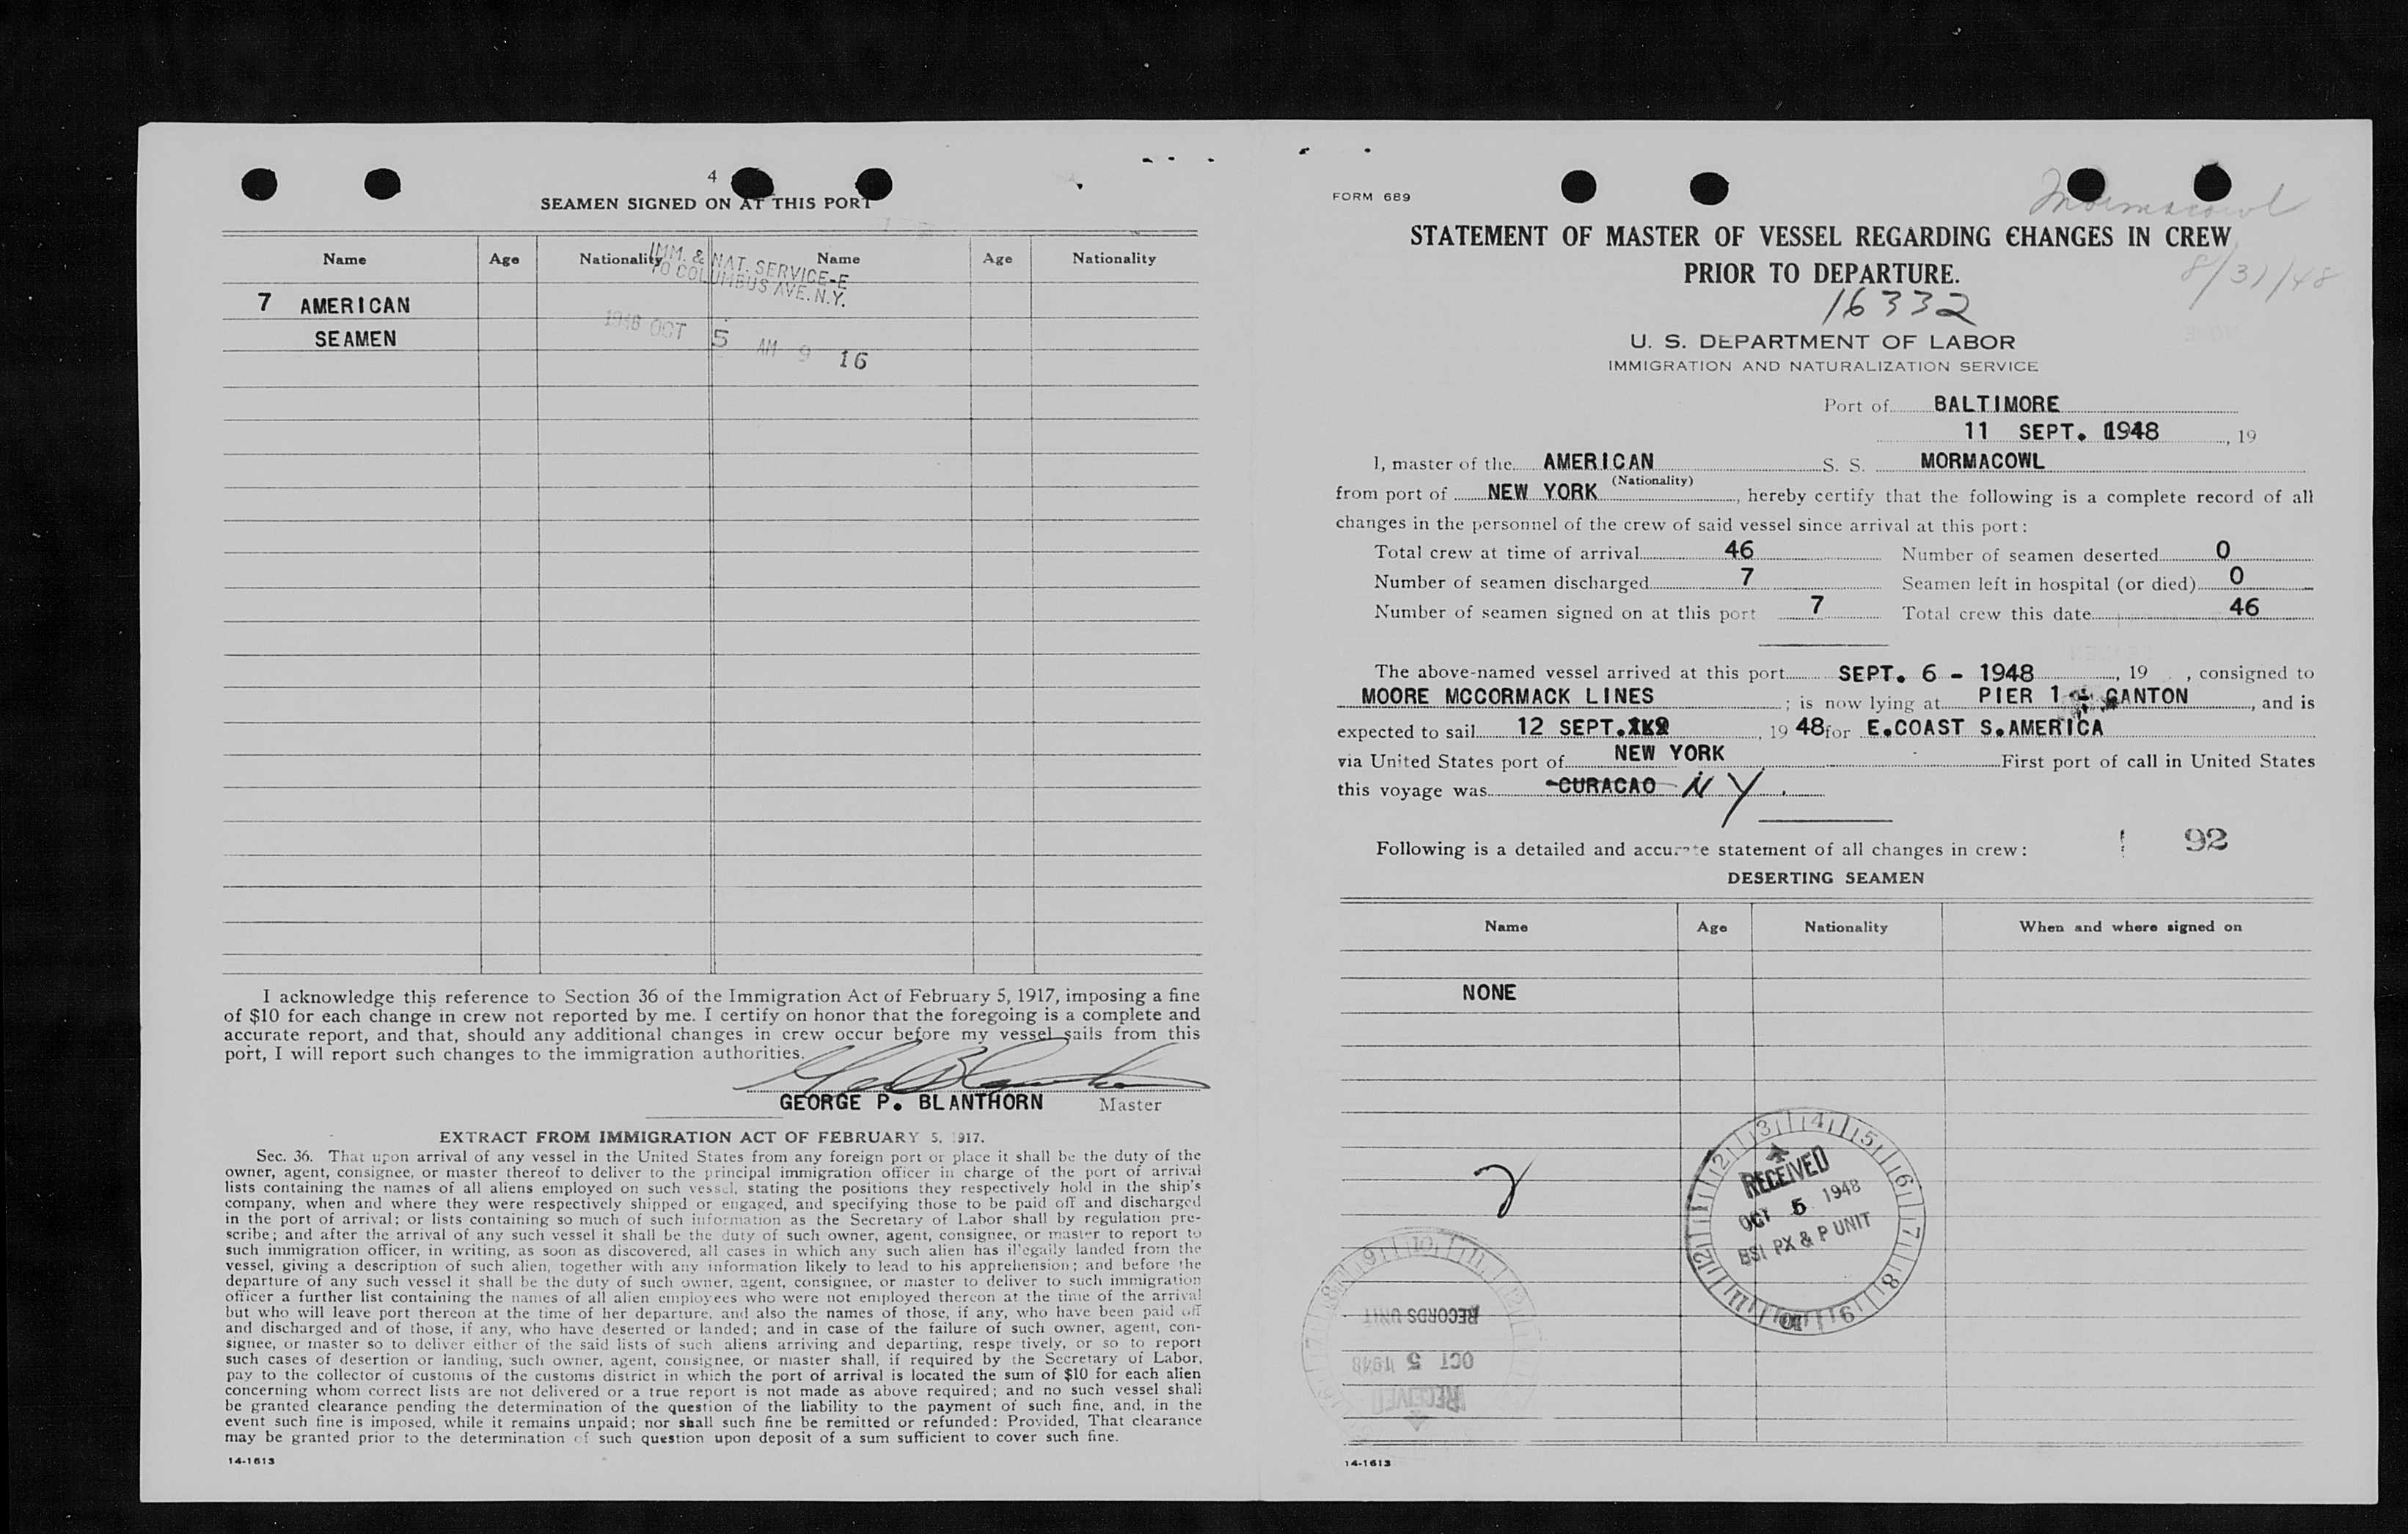 4
SEAMEN SIGNED ON AT THIS PORT
Name Age Nationality Name Age Nationality
IMM. & NAT. SERVICE-E
70 COLUMBUS AVE. N.Y.
7 AMERICAN
SEAMEN
1948 OCT 5 AM 9 16
I acknowledge this reference to Section 36 of the Immigration Act of February 5, 1917, imposing a fine
of $10 for each change in crew not reported by me. I certify on honor that the foregoing is a complete and
accurate report, and that, should any additional changes in crew occur before my vessel sails from this
port, I will report such changes to the immigration authorities.
GEORGE P. BLANTHORN Master
EXTRACT FROM IMMIGRATION ACT OF FEBRUARY 5, 1917.
Sec. 36. That upon arrival of any vessel in the United States from any foreign port or place it shall be the duty of the
owner, agent, consignee, or master thereof to deliver to the principal immigration officer in charge of the port of arrival
lists containing the names of all aliens employed on such vessel, stating the positions they respectively hold in the ship's
company, when and where they were respectively shipped or engaged, and specifying those to be paid off and discharged
in the port of arrival; or lists containing so much of such information as the Secretary of Labor shall by regulation pre-
scribe; and after the arrival of any such vessel it shall be the duty of such owner, agent, consignee, or master to report to
such immigration officer, in writing, as soon as discovered, all cases in which any such alien has illegally landed from the
vessel, giving a description of such alien, together with any information likely to lead to his apprehension; and before the
departure of any such vessel it shall be the duty of such owner, agent, consignee, or master to deliver to such immigration
officer a further list containing the names of all alien employees who were not employed thereon at the time of the arrival
but who will leave port thereon at the time of her departure, and also the names of those, if any, who have been paid off
and discharged and of those, if any, who have deserted or landed; and in case of the failure of such owner, agent, con-
signee, or master so to deliver either of the said lists of such aliens arriving and departing, respectively, or so to report
such cases of desertion or landing, such owner, agent, consignee, or master shall, if required by the Secretary of Labor,
pay to the collector of customs of the customs district in which the port of arrival is located the sum of $10 for each alien
concerning whom correct lists are not delivered or a true report is not made as above required; and no such vessel shall
be granted clearance pending the determination of the question of the liability to the payment of such fine, and, in the
event such fine is imposed, while it remains unpaid; nor shall such fine be remitted or refunded: Provided, That clearance
may be granted prior to the determination of such question upon deposit of a sum sufficient to cover such fine.
14-1613
FORM 689
Mormacowl
STATEMENT OF MASTER OF VESSEL REGARDING CHANGES IN CREW
PRIOR TO DEPARTURE.
8/31/48
16332
U. S. DEPARTMENT OF LABOR
IMMIGRATION AND NATURALIZATION SERVICE
Port of BALTIMORE
11 SEPT. 1948, 19
I, master of the AMERICAN S. S. MORMACOWL
(Nationality)
from port of NEW YORK, hereby certify that the following is a complete record of all
changes in the personnel of the crew of said vessel since arrival at this port:
Total crew at time of arrival 46 Number of seamen deserted 0
Number of seamen discharged 7 Seamen left in hospital (or died) 0
Number of seamen signed on at this port 7 Total crew this date 46
The above-named vessel arrived at this port SEPT. 6 - 1948, 19 , consigned to
MOORE MCCORMACK LINES; is now lying at PIER 1 - CANTON, and is
expected to sail 12 SEPT. , 19 48 for E.COAST S.AMERICA
via United States port of NEW YORK First port of call in United States
this voyage was CURACAO N Y.
Following is a detailed and accurate statement of all changes in crew:
92
DESERTING SEAMEN
Name Age Nationality When and where signed on
NONE
2
RECEIVED
OCT 5 1948
BSI PX & P UNIT
1 2 3 4 5 6 7 8 9 10 11 12
RECORDS UNIT
OCT 5 1948
RECEIVED
14-1613